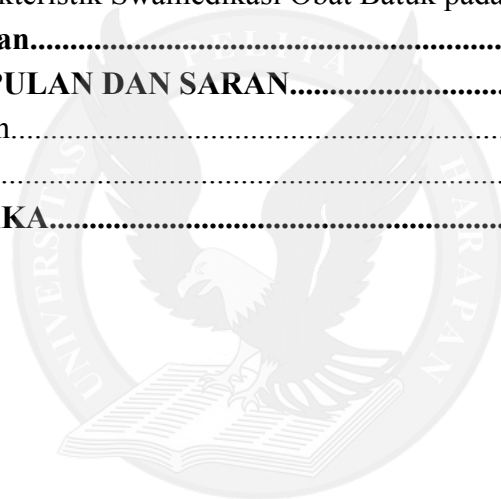 kteristik Swamedikasi Obat Batuk pada
an........................................................................
PULAN DAN SARAN........................................
n............................................................................
..............................................................................
KA......................................................................
UNIVERSITAS PELITA HARAPAN